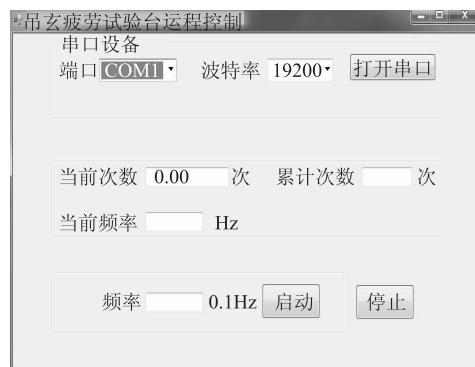 吊玄疲劳试验台运程控制
串口设备
端口 COM1 波特率 19200 打开串口
当前次数 0.00 次 累计次数 次
当前频率 Hz
频率 0.1Hz 启动 停止